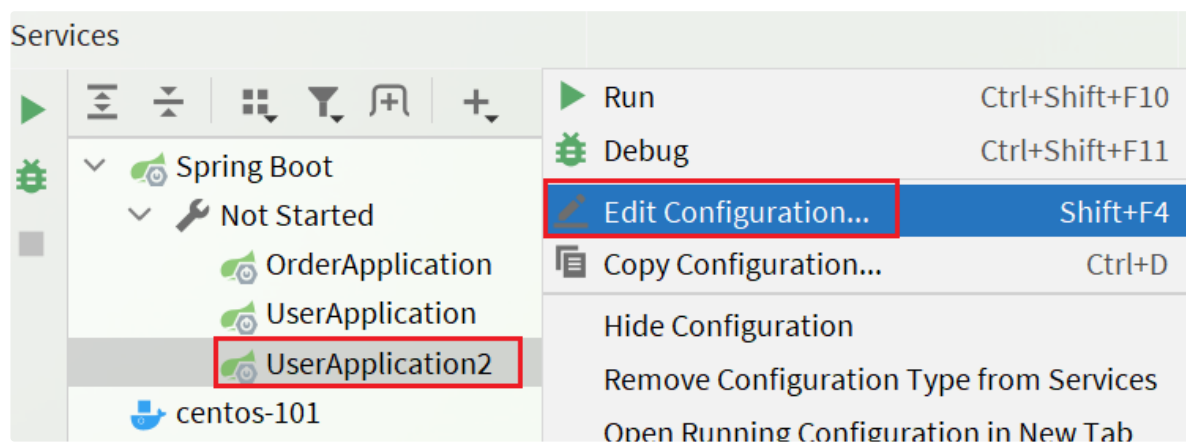 Services
Spring Boot
Not Started
OrderApplication
UserApplication
UserApplication2
centos-101
Run Ctrl+Shift+F10
Debug Ctrl+Shift+F11
Edit Configuration... Shift+F4
Copy Configuration... Ctrl+D
Hide Configuration
Remove Configuration Type from Services
Open Running Configuration in New Tab